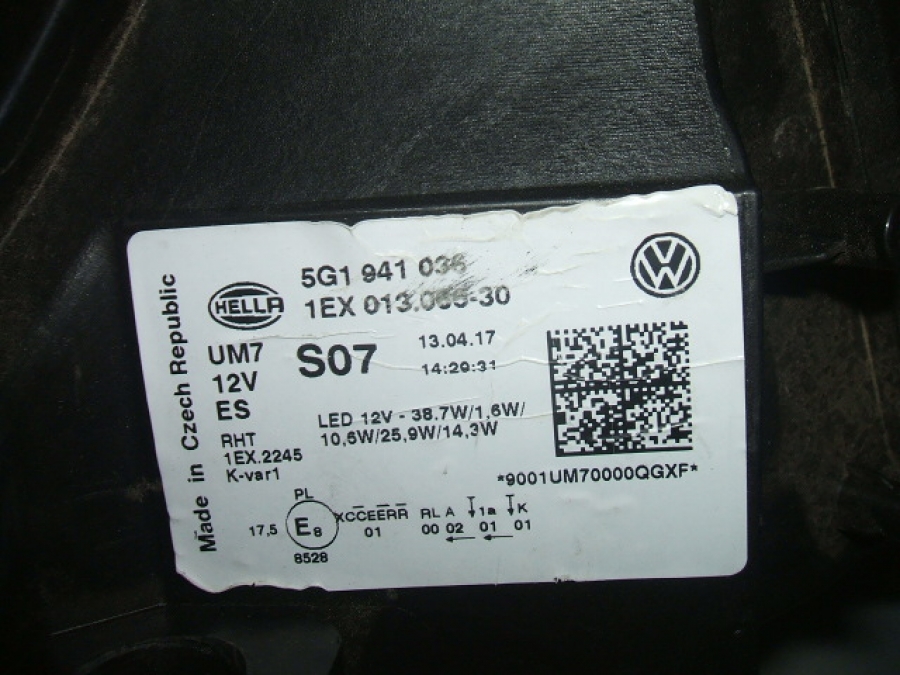 Made in Czech Republic
HELLA
5G1 941 036
1EX 013.066-30
UM7
12V
ES
S07
13.04.17
14:29:31
LED 12V - 38.7W/1,6W/
10,6W/25,9W/14,3W
RHT
1EX.2245
K-var1
*9001UM70000QGXF*
PL
17,5 E8 XCCEERR RL A 1a K
01 00 02 01 01
8528